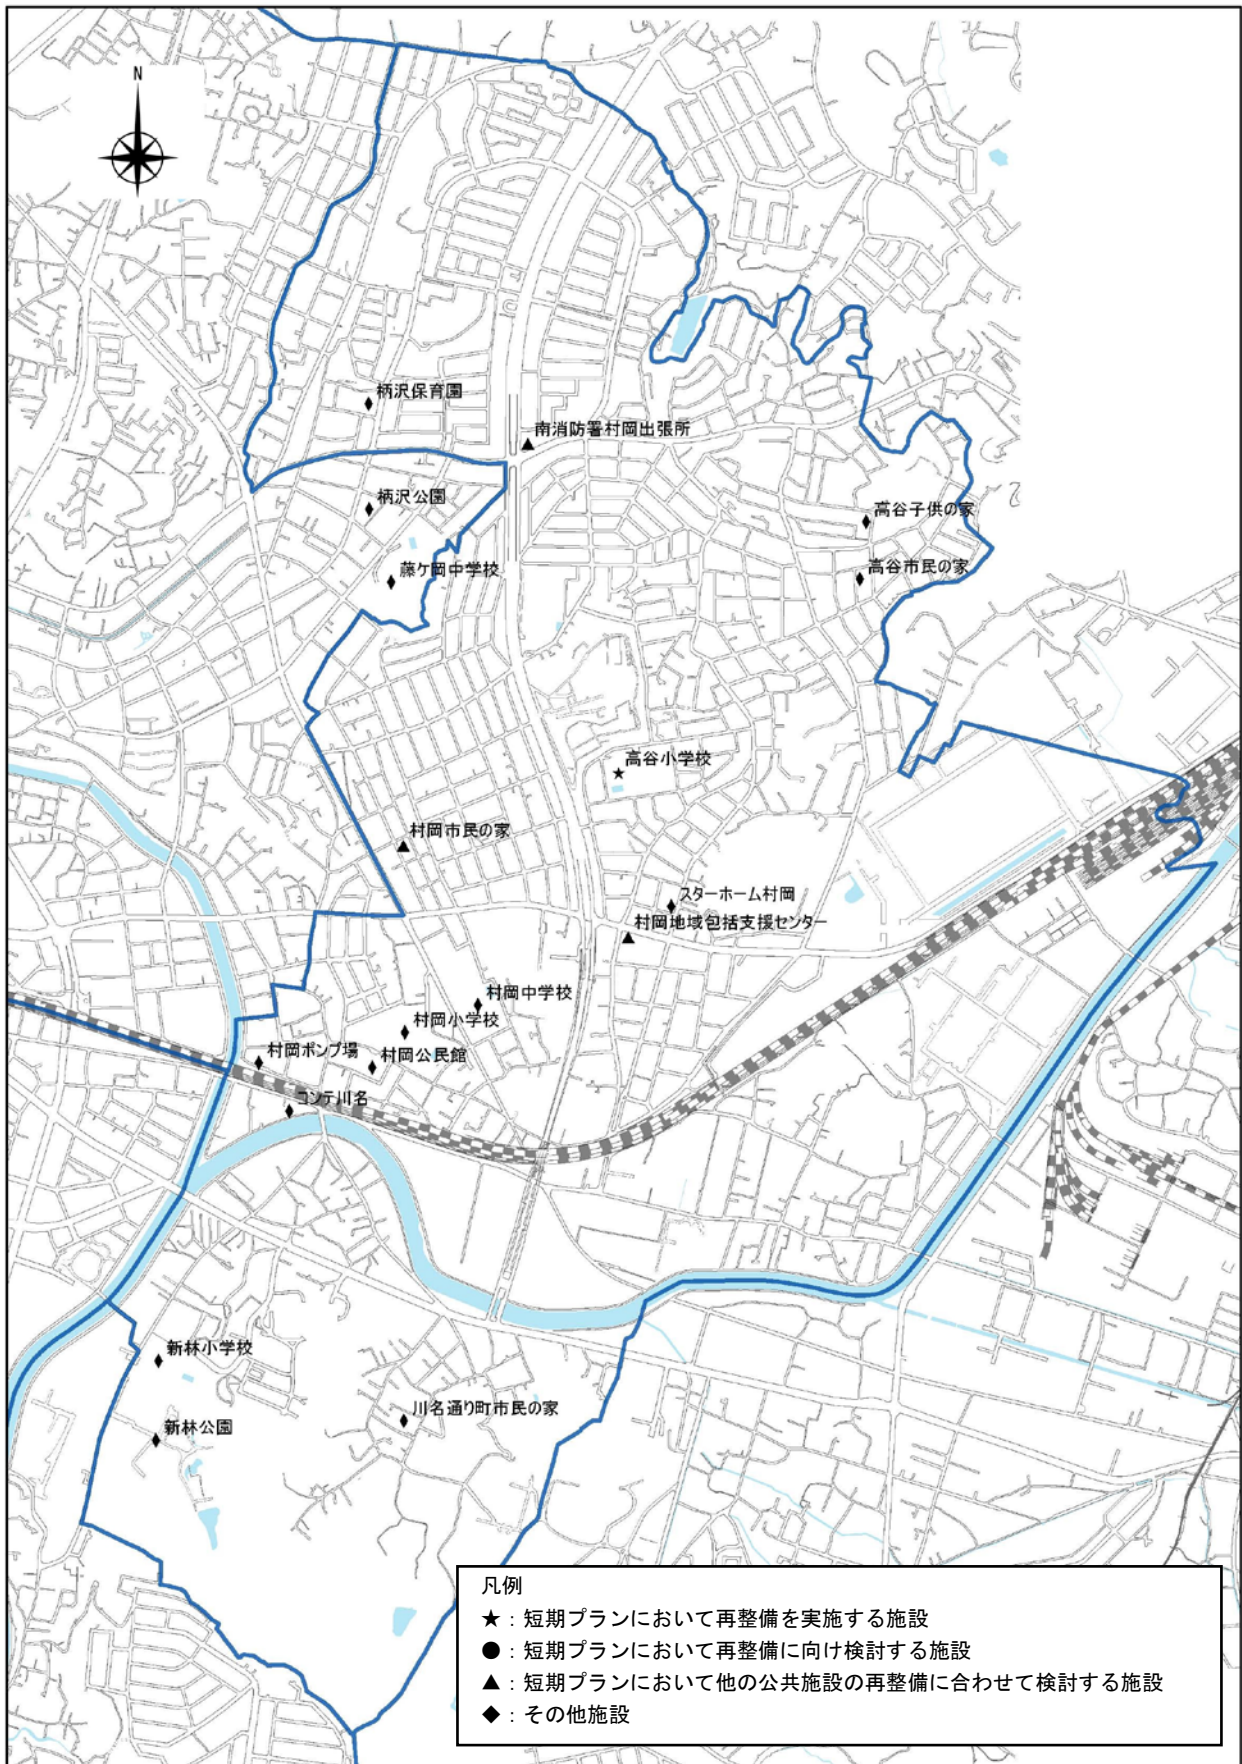 N
柄沢保育園
南消防署村岡出張所
柄沢公園
高谷子供の家
藤ケ岡中学校
高谷市民の家
高谷小学校
村岡市民の家
スターホーム村岡
村岡地域包括支援センター
村岡中学校
村岡小学校
村岡ポンプ場
村岡公民館
コンテ川名
新林小学校
川名通り町市民の家
新林公園
凡例
★：短期プランにおいて再整備を実施する施設
●：短期プランにおいて再整備に向け検討する施設
▲：短期プランにおいて他の公共施設の再整備に合わせて検討する施設
◆：その他施設